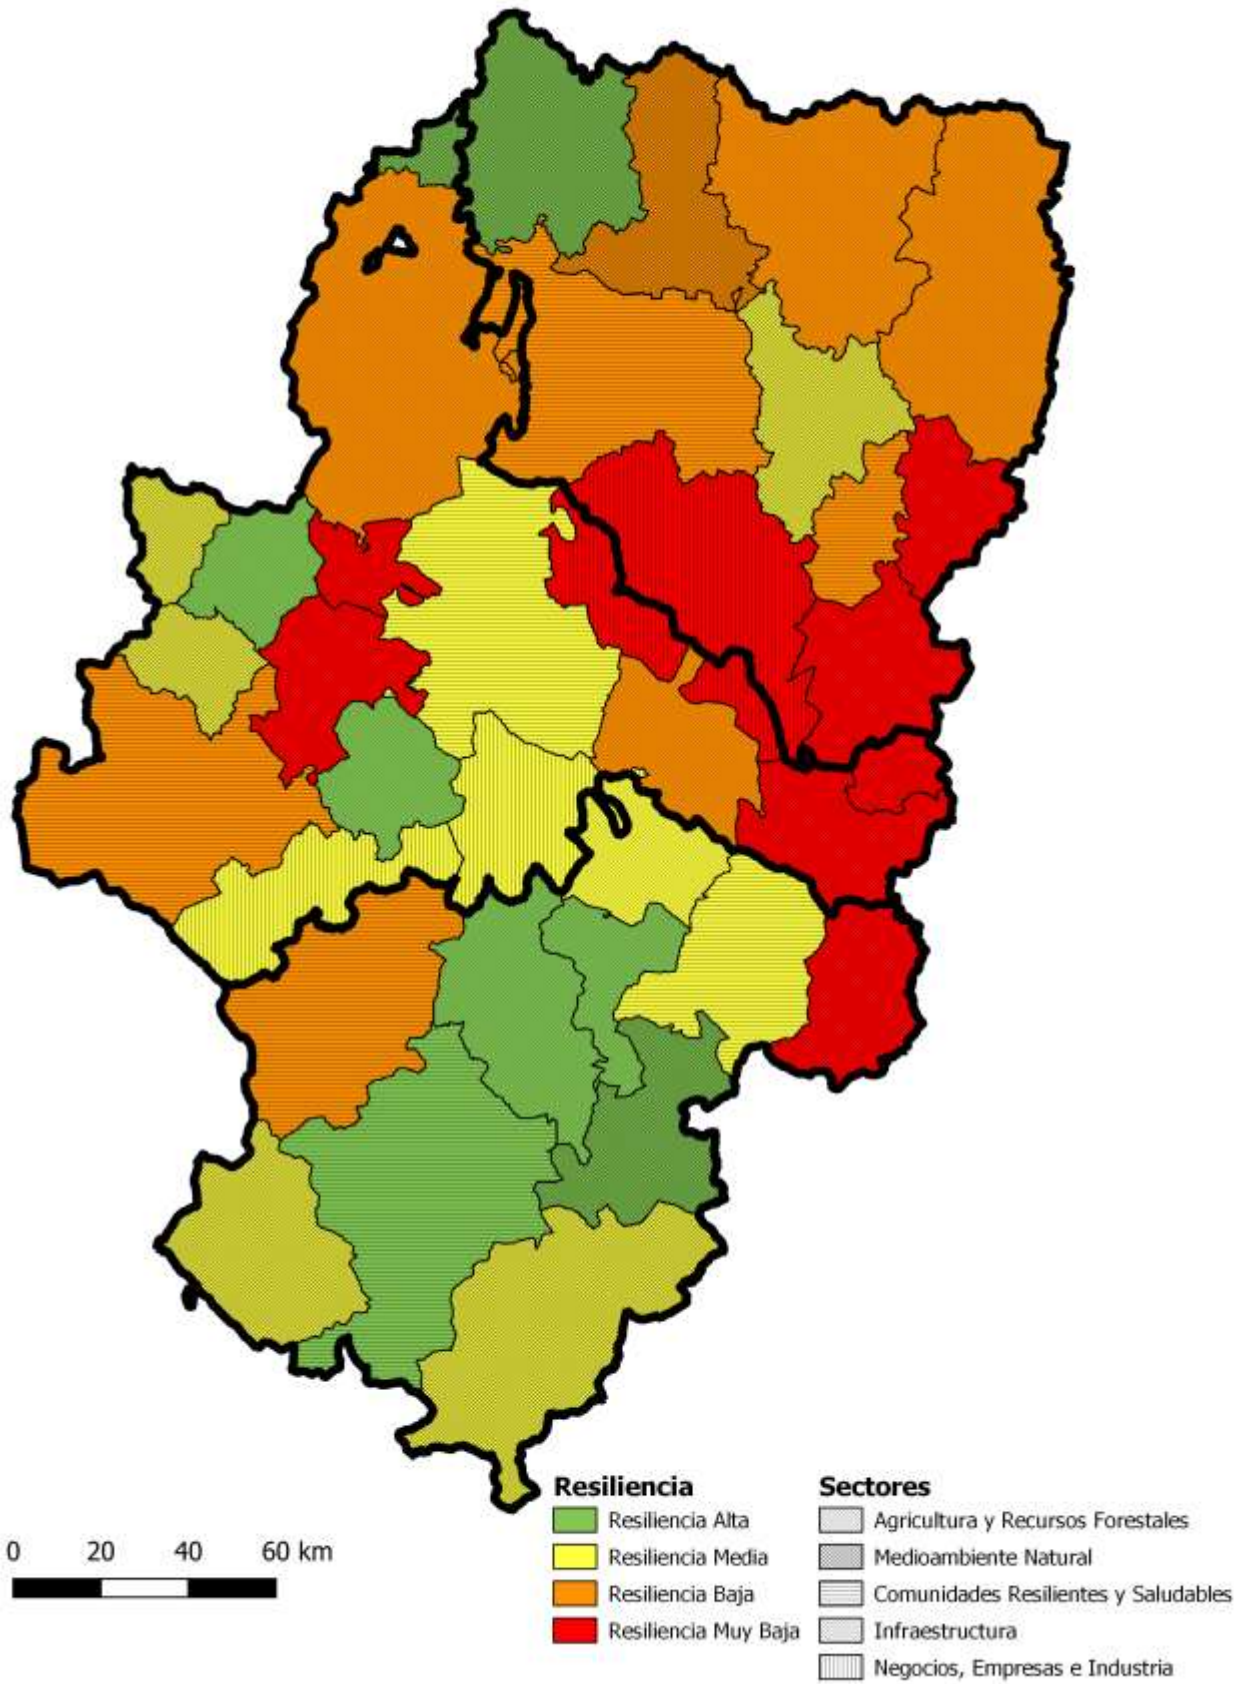 Resiliencia
Resiliencia Alta
Resiliencia Media
Resiliencia Baja
Resiliencia Muy Baja
Sectores
Agricultura y Recursos Forestales
Medioambiente Natural
Comunidades Resilientes y Saludables
Infraestructura
Negocios, Empresas e Industria
0 20 40 60 km